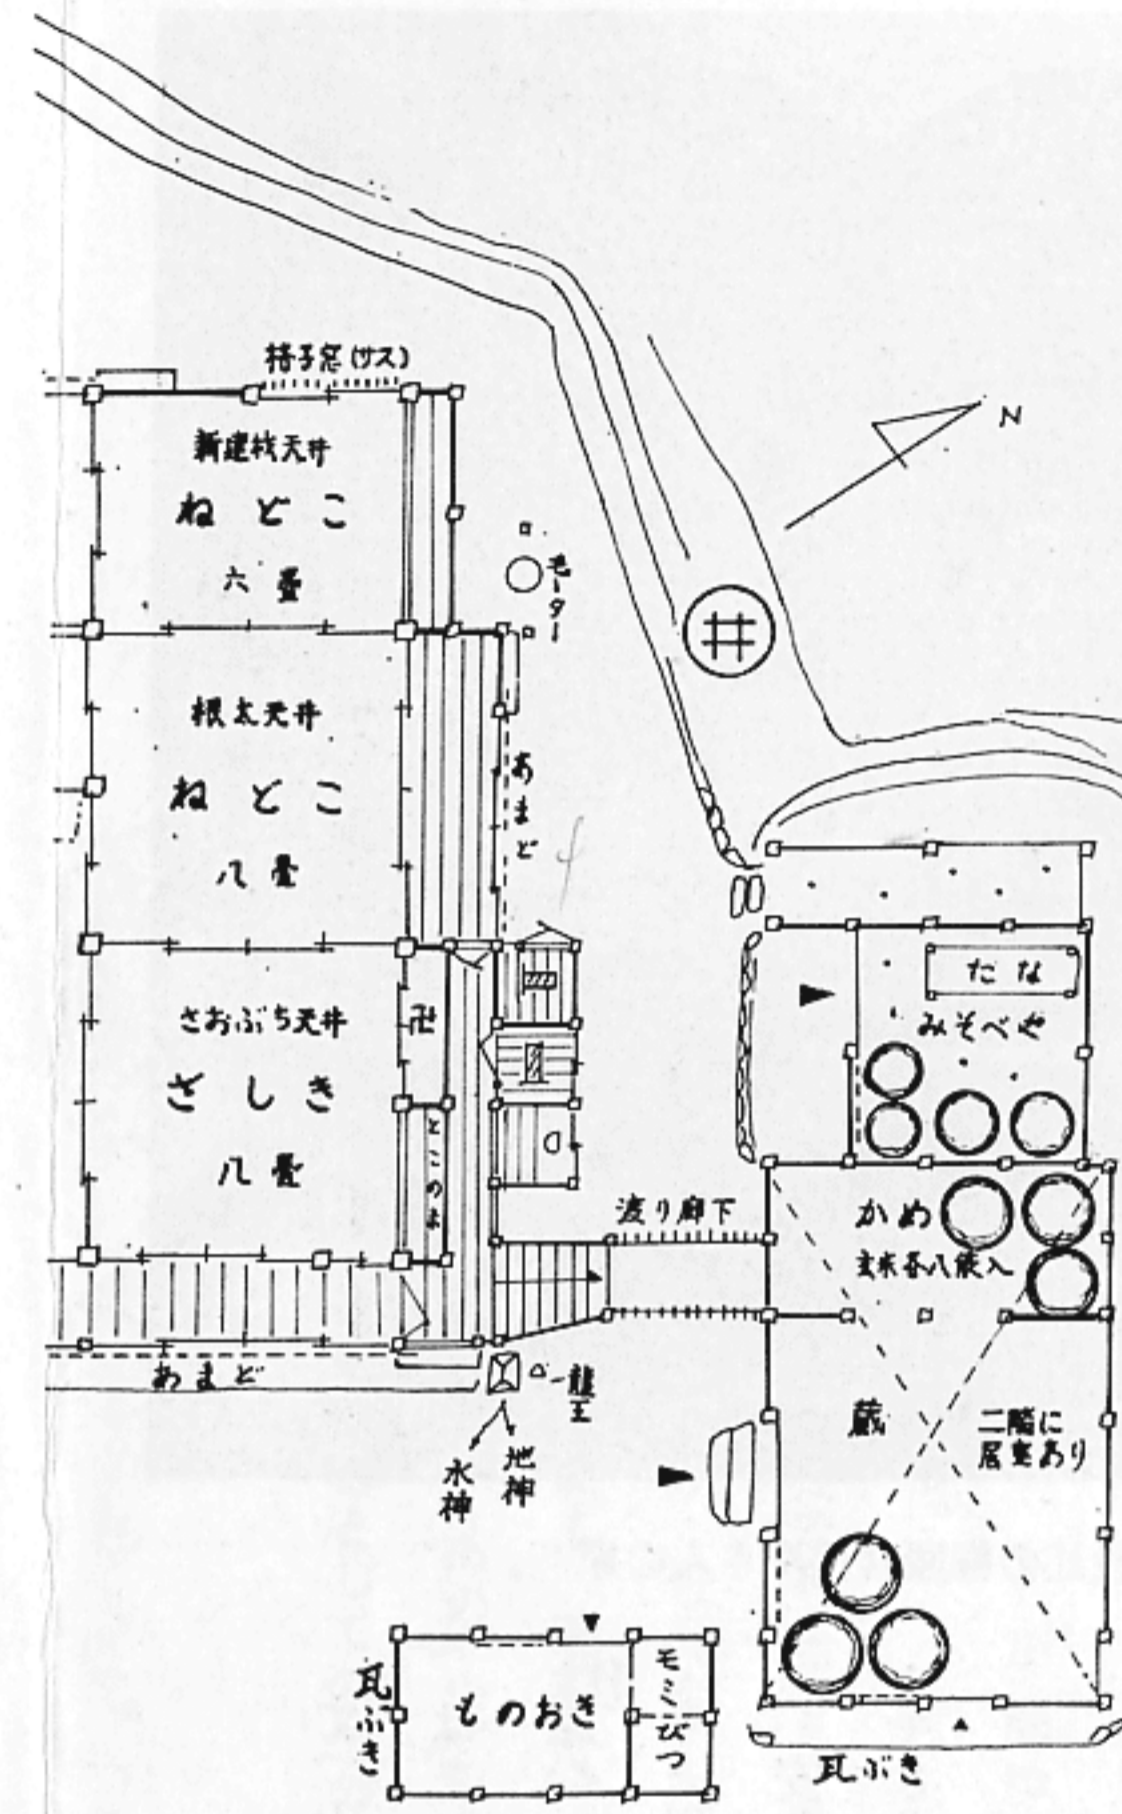 格子窓(サス)
新建材天井
ねどこ
六畳
モーター
N
井
根太天井
ねどこ
八畳
あまど
さおぶち天井
ざしき
八畳
卍
とこのま
たな
みそべや
渡り廊下
かめ
玄米各八俵入
あまど
龍王
地神
水神
蔵
二階に
居室あり
ものおき
モミびつ
瓦ぶき
瓦ぶき